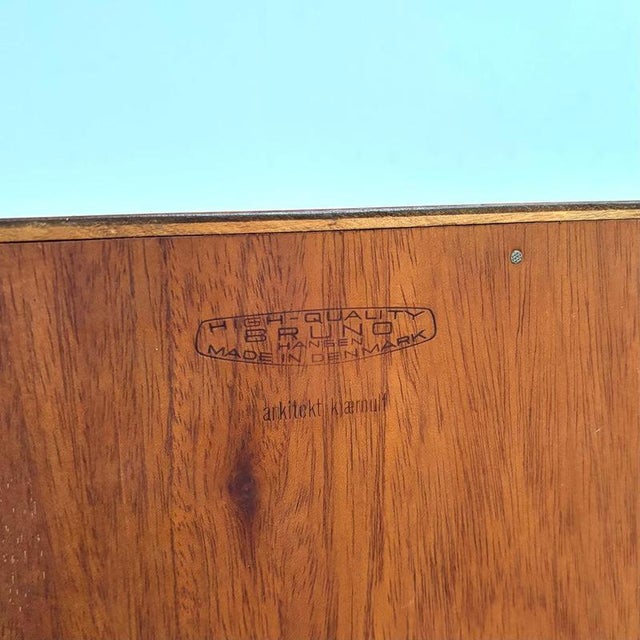 HIGH-QUALITY
BRUNO
HANSEN
MADE IN DENMARK
arkitekt kjærnulf